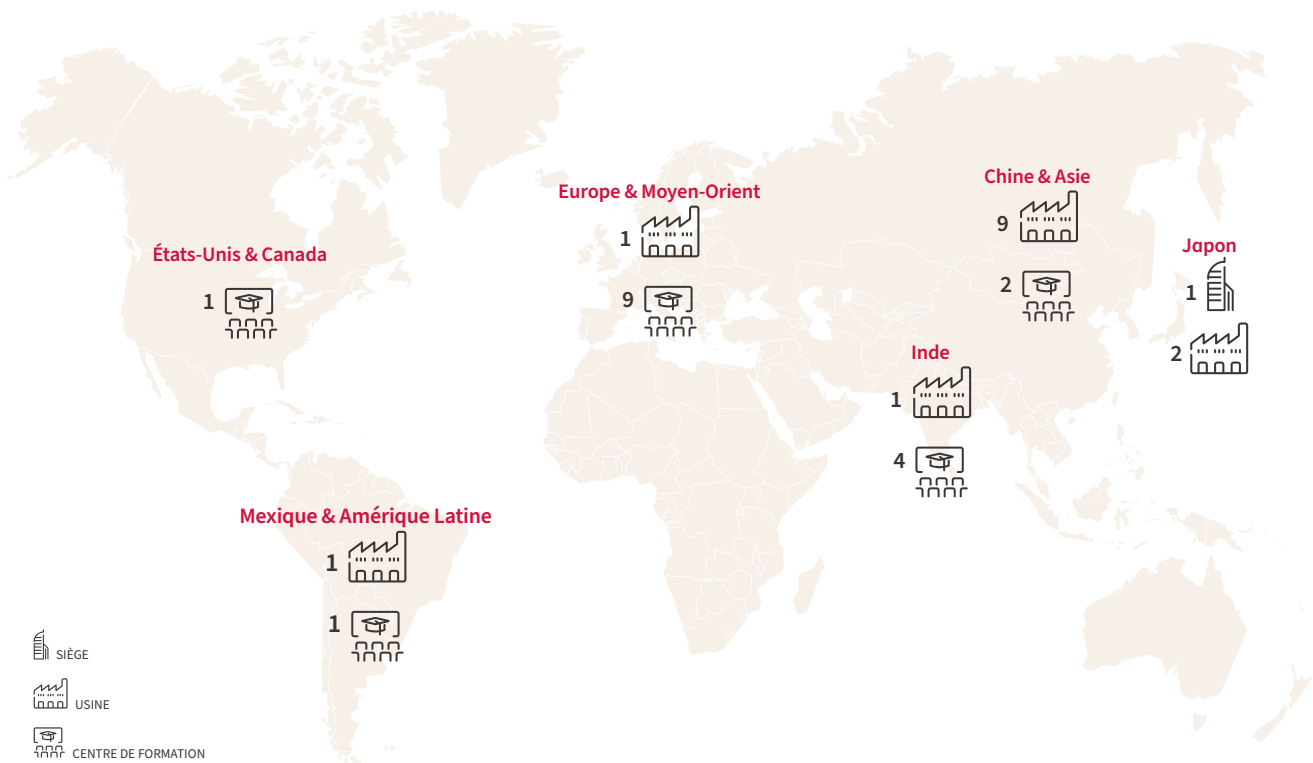 Chine & Asie
9
2
Europe & Moyen-Orient
1
9
Japon
1
2
États-Unis & Canada
1
Inde
1
4
Mexique & Amérique Latine
1
1
SIÈGE
USINE
CENTRE DE FORMATION